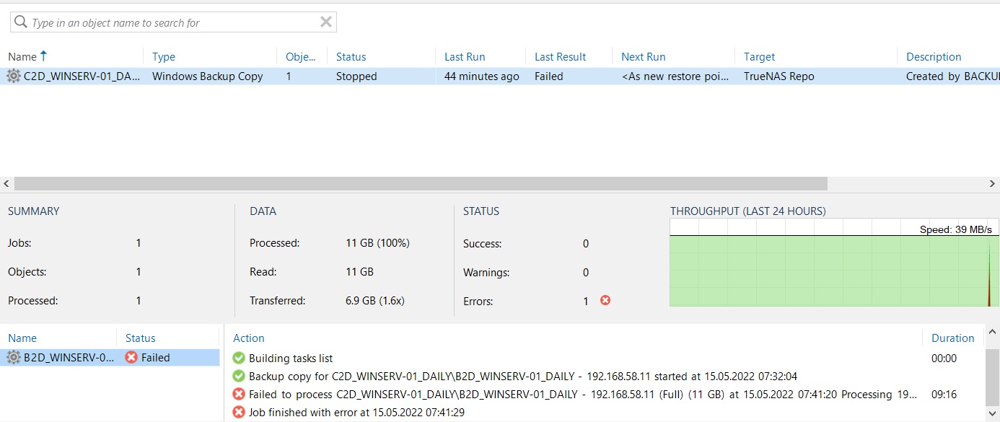 Type in an object name to search for
Name Type Obje... Status Last Run Last Result Next Run Target Description
C2D_WINSERV-01_DA... Windows Backup Copy 1 Stopped 44 minutes ago Failed <As new restore poi... TrueNAS Repo Created by BACKU
SUMMARY DATA STATUS THROUGHPUT (LAST 24 HOURS)
Speed: 39 MB/s
Jobs: 1 Processed: 11 GB (100%) Success: 0
Objects: 1 Read: 11 GB Warnings: 0
Processed: 1 Transferred: 6.9 GB (1.6x) Errors: 1
Name Status Action Duration
B2D_WINSERV-0... Failed Building tasks list 00:00
Backup copy for C2D_WINSERV-01_DAILY\B2D_WINSERV-01_DAILY - 192.168.58.11 started at 15.05.2022 07:32:04
Failed to process C2D_WINSERV-01_DAILY\B2D_WINSERV-01_DAILY - 192.168.58.11 (Full) (11 GB) at 15.05.2022 07:41:20 Processing 19... 09:16
Job finished with error at 15.05.2022 07:41:29